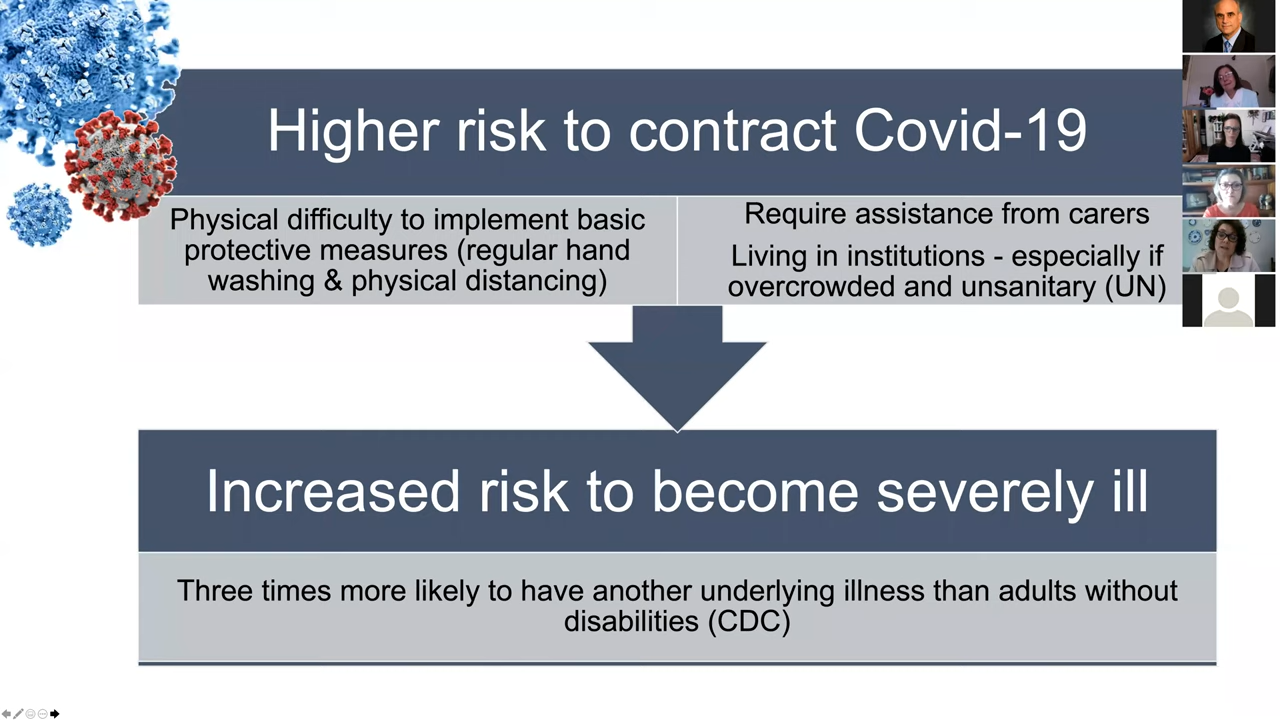 Higher risk to contract Covid-19
Physical difficulty to implement basic
protective measures (regular hand
washing & physical distancing)
Require assistance from carers
Living in institutions - especially if
overcrowded and unsanitary (UN)
Increased risk to become severely ill
Three times more likely to have another underlying illness than adults without
disabilities (CDC)